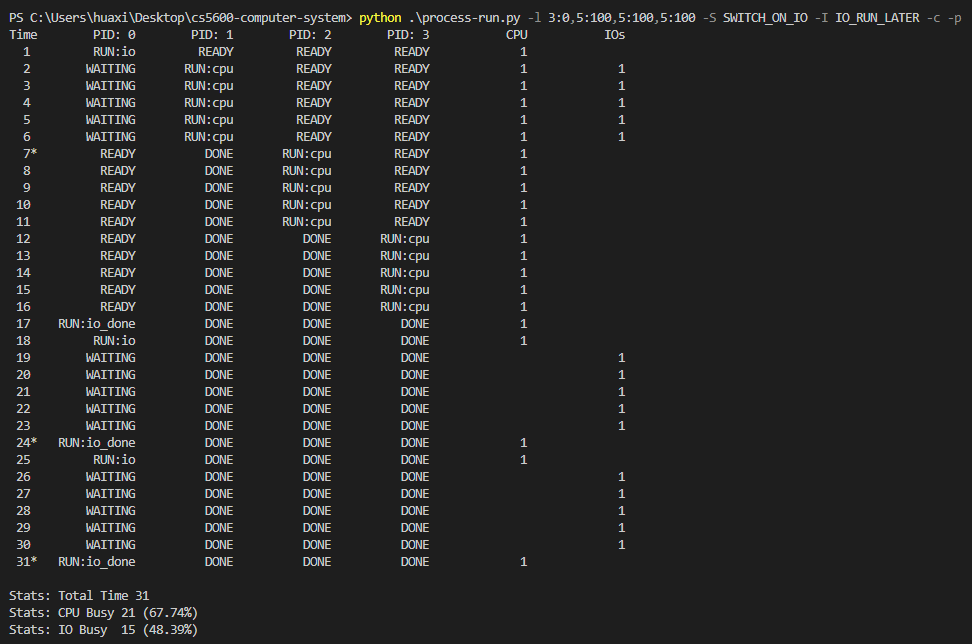 PS C:\Users\huaxi\Desktop\cs5600-computer-system> python .\process-run.py -l 3:0,5:100,5:100,5:100 -S SWITCH_ON_IO -I IO_RUN_LATER -c -p
Time PID: 0 PID: 1 PID: 2 PID: 3 CPU IOs
1 RUN:io READY READY READY 1
2 WAITING RUN:cpu READY READY 1 1
3 WAITING RUN:cpu READY READY 1 1
4 WAITING RUN:cpu READY READY 1 1
5 WAITING RUN:cpu READY READY 1 1
6 WAITING RUN:cpu READY READY 1 1
7* READY DONE RUN:cpu READY 1
8 READY DONE RUN:cpu READY 1
9 READY DONE RUN:cpu READY 1
10 READY DONE RUN:cpu READY 1
11 READY DONE RUN:cpu READY 1
12 READY DONE DONE RUN:cpu 1
13 READY DONE DONE RUN:cpu 1
14 READY DONE DONE RUN:cpu 1
15 READY DONE DONE RUN:cpu 1
16 READY DONE DONE RUN:cpu 1
17 RUN:io_done DONE DONE DONE 1
18 RUN:io DONE DONE DONE 1
19 WAITING DONE DONE DONE 1
20 WAITING DONE DONE DONE 1
21 WAITING DONE DONE DONE 1
22 WAITING DONE DONE DONE 1
23 WAITING DONE DONE DONE 1
24* RUN:io_done DONE DONE DONE 1
25 RUN:io DONE DONE DONE 1
26 WAITING DONE DONE DONE 1
27 WAITING DONE DONE DONE 1
28 WAITING DONE DONE DONE 1
29 WAITING DONE DONE DONE 1
30 WAITING DONE DONE DONE 1
31* RUN:io_done DONE DONE DONE 1
Stats: Total Time 31
Stats: CPU Busy 21 (67.74%)
Stats: IO Busy 15 (48.39%)